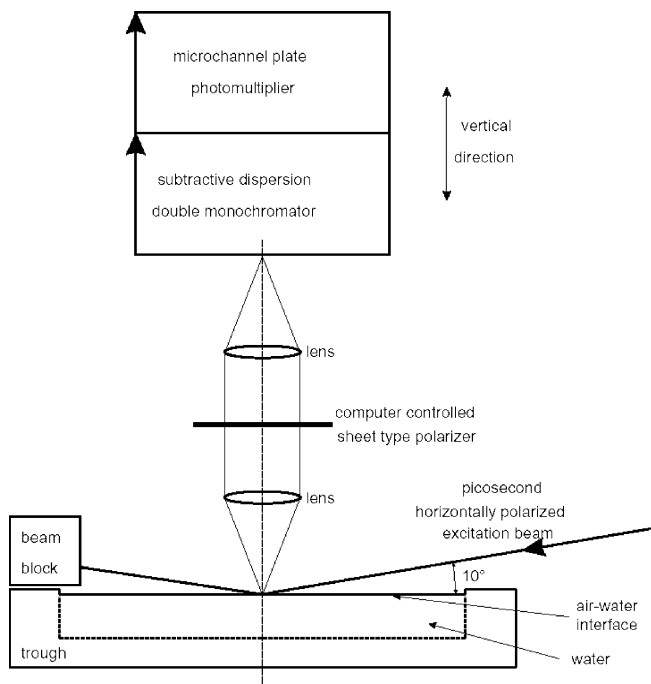 microchannel plate
photomultiplier
vertical
direction
subtractive dispersion
double monochromator
lens
computer controlled
sheet type polarizer
lens
picosecond
horizontally polarized
excitation beam
beam
block
10°
air-water
interface
trough
water